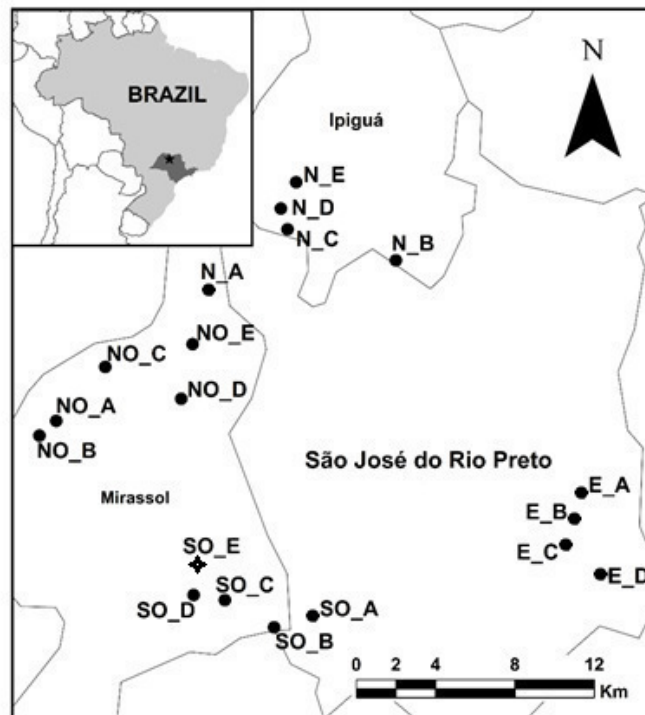 BRAZIL
N
Ipiguá
N_E
N_D
N_C
N_B
N_A
NO_E
NO_C
NO_D
NO_A
NO_B
São José do Rio Preto
Mirassol
E_A
E_B
E_C
E_D
SO_E
SO_C
SO_D
SO_A
SO_B
0 2 4 8 12
Km